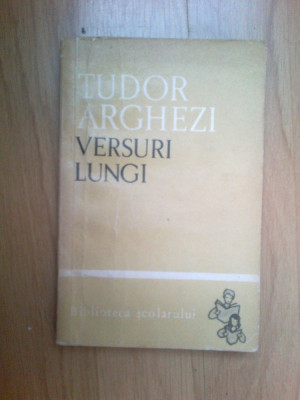 TUDOR
ARGHEZI
VERSURI
LUNGI
Biblioteca școlarului